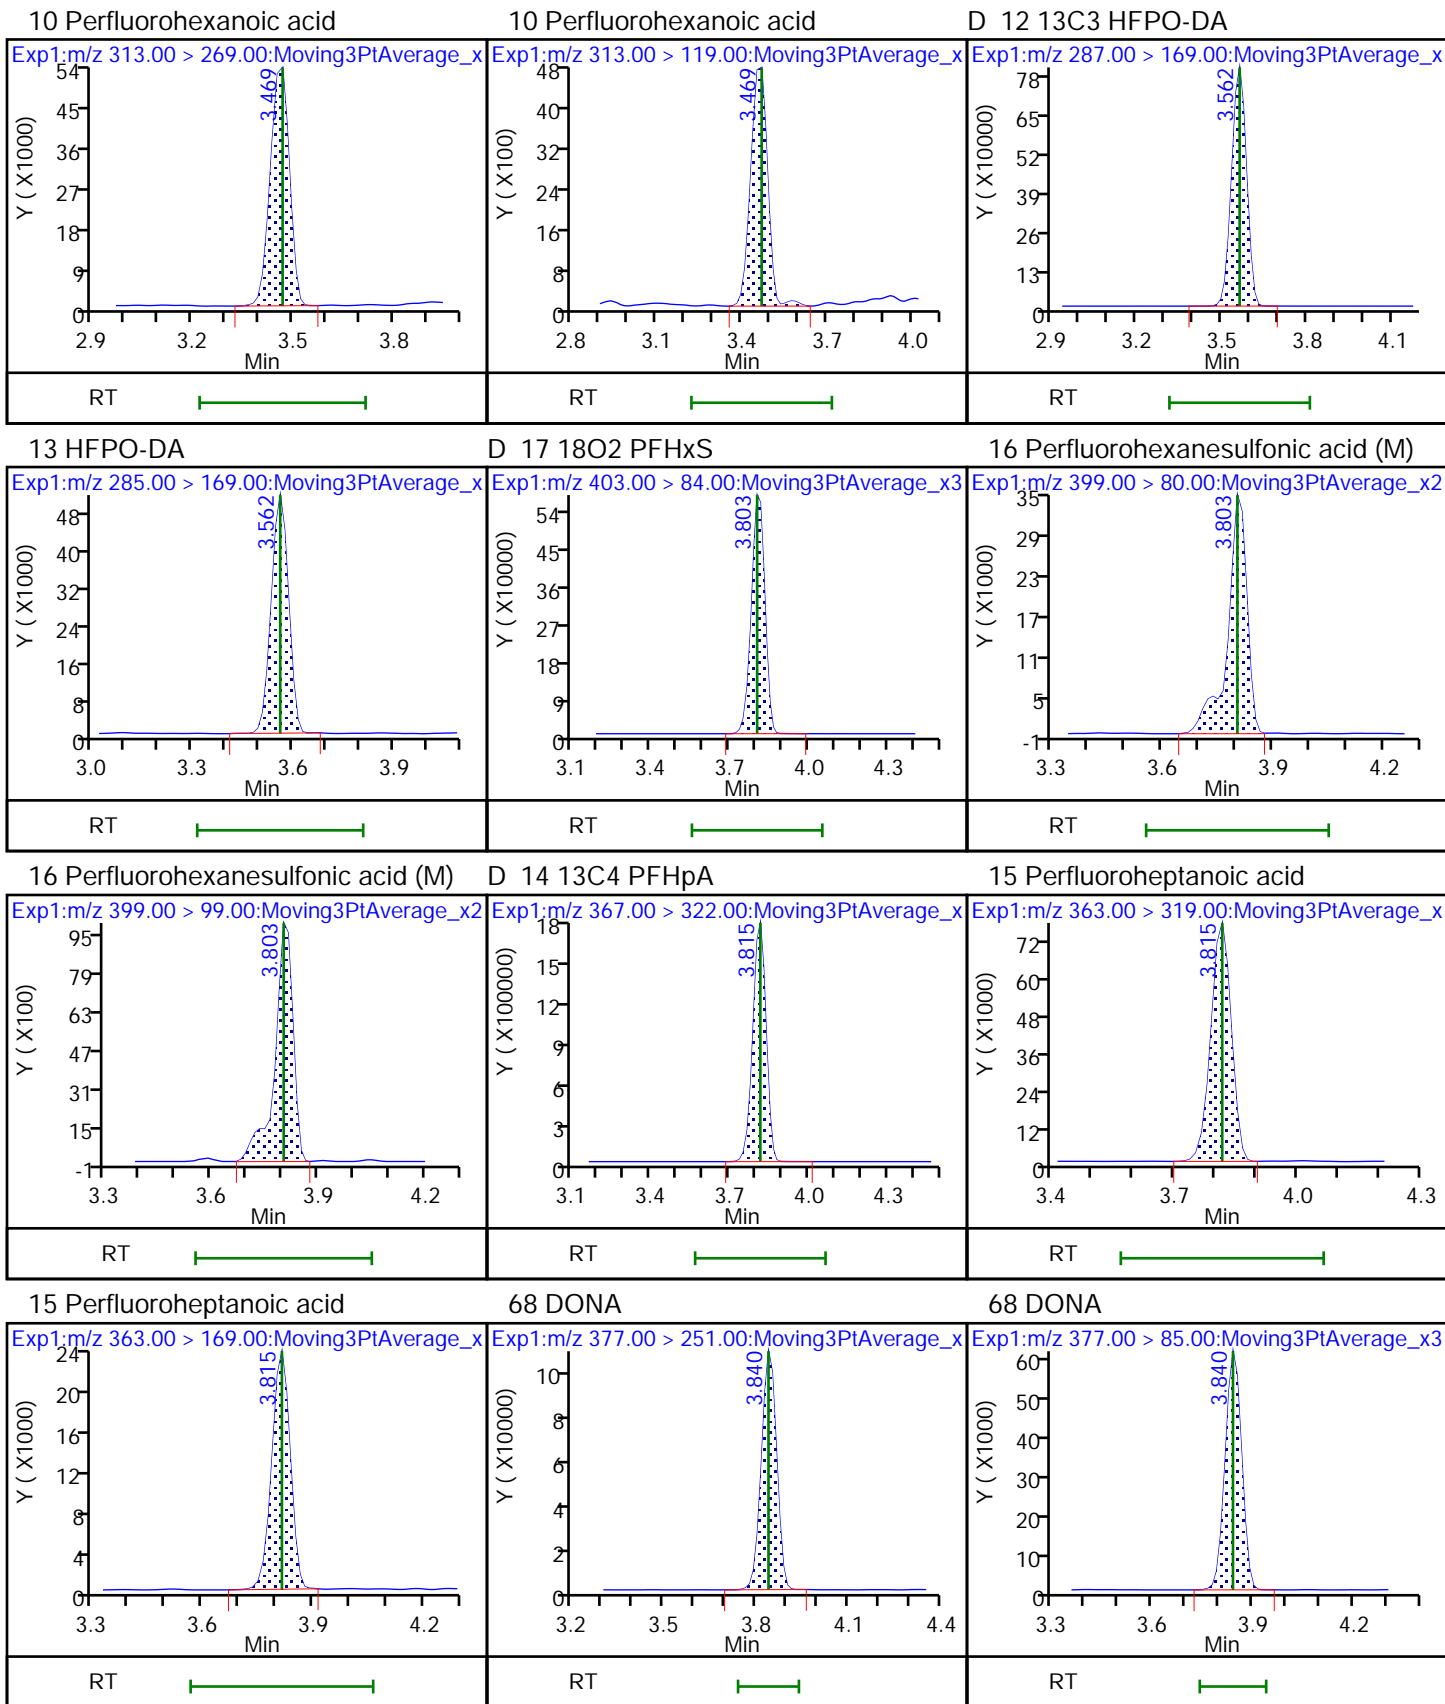 10 Perfluorohexanoic acid
Exp1:m/z 313.00 > 269.00:Moving3PtAverage_x
Y ( X1000)
54
45
36
27
18
9
0
3.469
2.9 3.2 3.5 3.8
Min
RT
10 Perfluorohexanoic acid
Exp1:m/z 313.00 > 119.00:Moving3PtAverage_x
Y ( X100)
48
40
32
24
16
8
0
3.469
2.8 3.1 3.4 3.7 4.0
Min
RT
D 12 13C3 HFPO-DA
Exp1:m/z 287.00 > 169.00:Moving3PtAverage_x
Y ( X10000)
78
65
52
39
26
13
0
3.562
2.9 3.2 3.5 3.8 4.1
Min
RT
13 HFPO-DA
Exp1:m/z 285.00 > 169.00:Moving3PtAverage_x
Y ( X1000)
48
40
32
24
16
8
0
3.562
3.0 3.3 3.6 3.9
Min
RT
D 17 18O2 PFHxS
Exp1:m/z 403.00 > 84.00:Moving3PtAverage_x3
Y ( X10000)
54
45
36
27
18
9
0
3.803
3.1 3.4 3.7 4.0 4.3
Min
RT
16 Perfluorohexanesulfonic acid (M)
Exp1:m/z 399.00 > 80.00:Moving3PtAverage_x2
Y ( X1000)
35
29
23
17
11
5
-1
3.803
3.3 3.6 3.9 4.2
Min
RT
16 Perfluorohexanesulfonic acid (M)
Exp1:m/z 399.00 > 99.00:Moving3PtAverage_x2
Y ( X100)
95
79
63
47
31
15
-1
3.803
3.3 3.6 3.9 4.2
Min
RT
D 14 13C4 PFHpA
Exp1:m/z 367.00 > 322.00:Moving3PtAverage_x
Y ( X100000)
18
15
12
9
6
3
0
3.815
3.1 3.4 3.7 4.0 4.3
Min
RT
15 Perfluoroheptanoic acid
Exp1:m/z 363.00 > 319.00:Moving3PtAverage_x
Y ( X1000)
72
60
48
36
24
12
0
3.815
3.4 3.7 4.0 4.3
Min
RT
15 Perfluoroheptanoic acid
Exp1:m/z 363.00 > 169.00:Moving3PtAverage_x
Y ( X1000)
24
20
16
12
8
4
0
3.815
3.3 3.6 3.9 4.2
Min
RT
68 DONA
Exp1:m/z 377.00 > 251.00:Moving3PtAverage_x
Y ( X10000)
10
8
6
4
2
0
3.840
3.2 3.5 3.8 4.1 4.4
Min
RT
68 DONA
Exp1:m/z 377.00 > 85.00:Moving3PtAverage_x3
Y ( X1000)
60
50
40
30
20
10
0
3.840
3.3 3.6 3.9 4.2
Min
RT